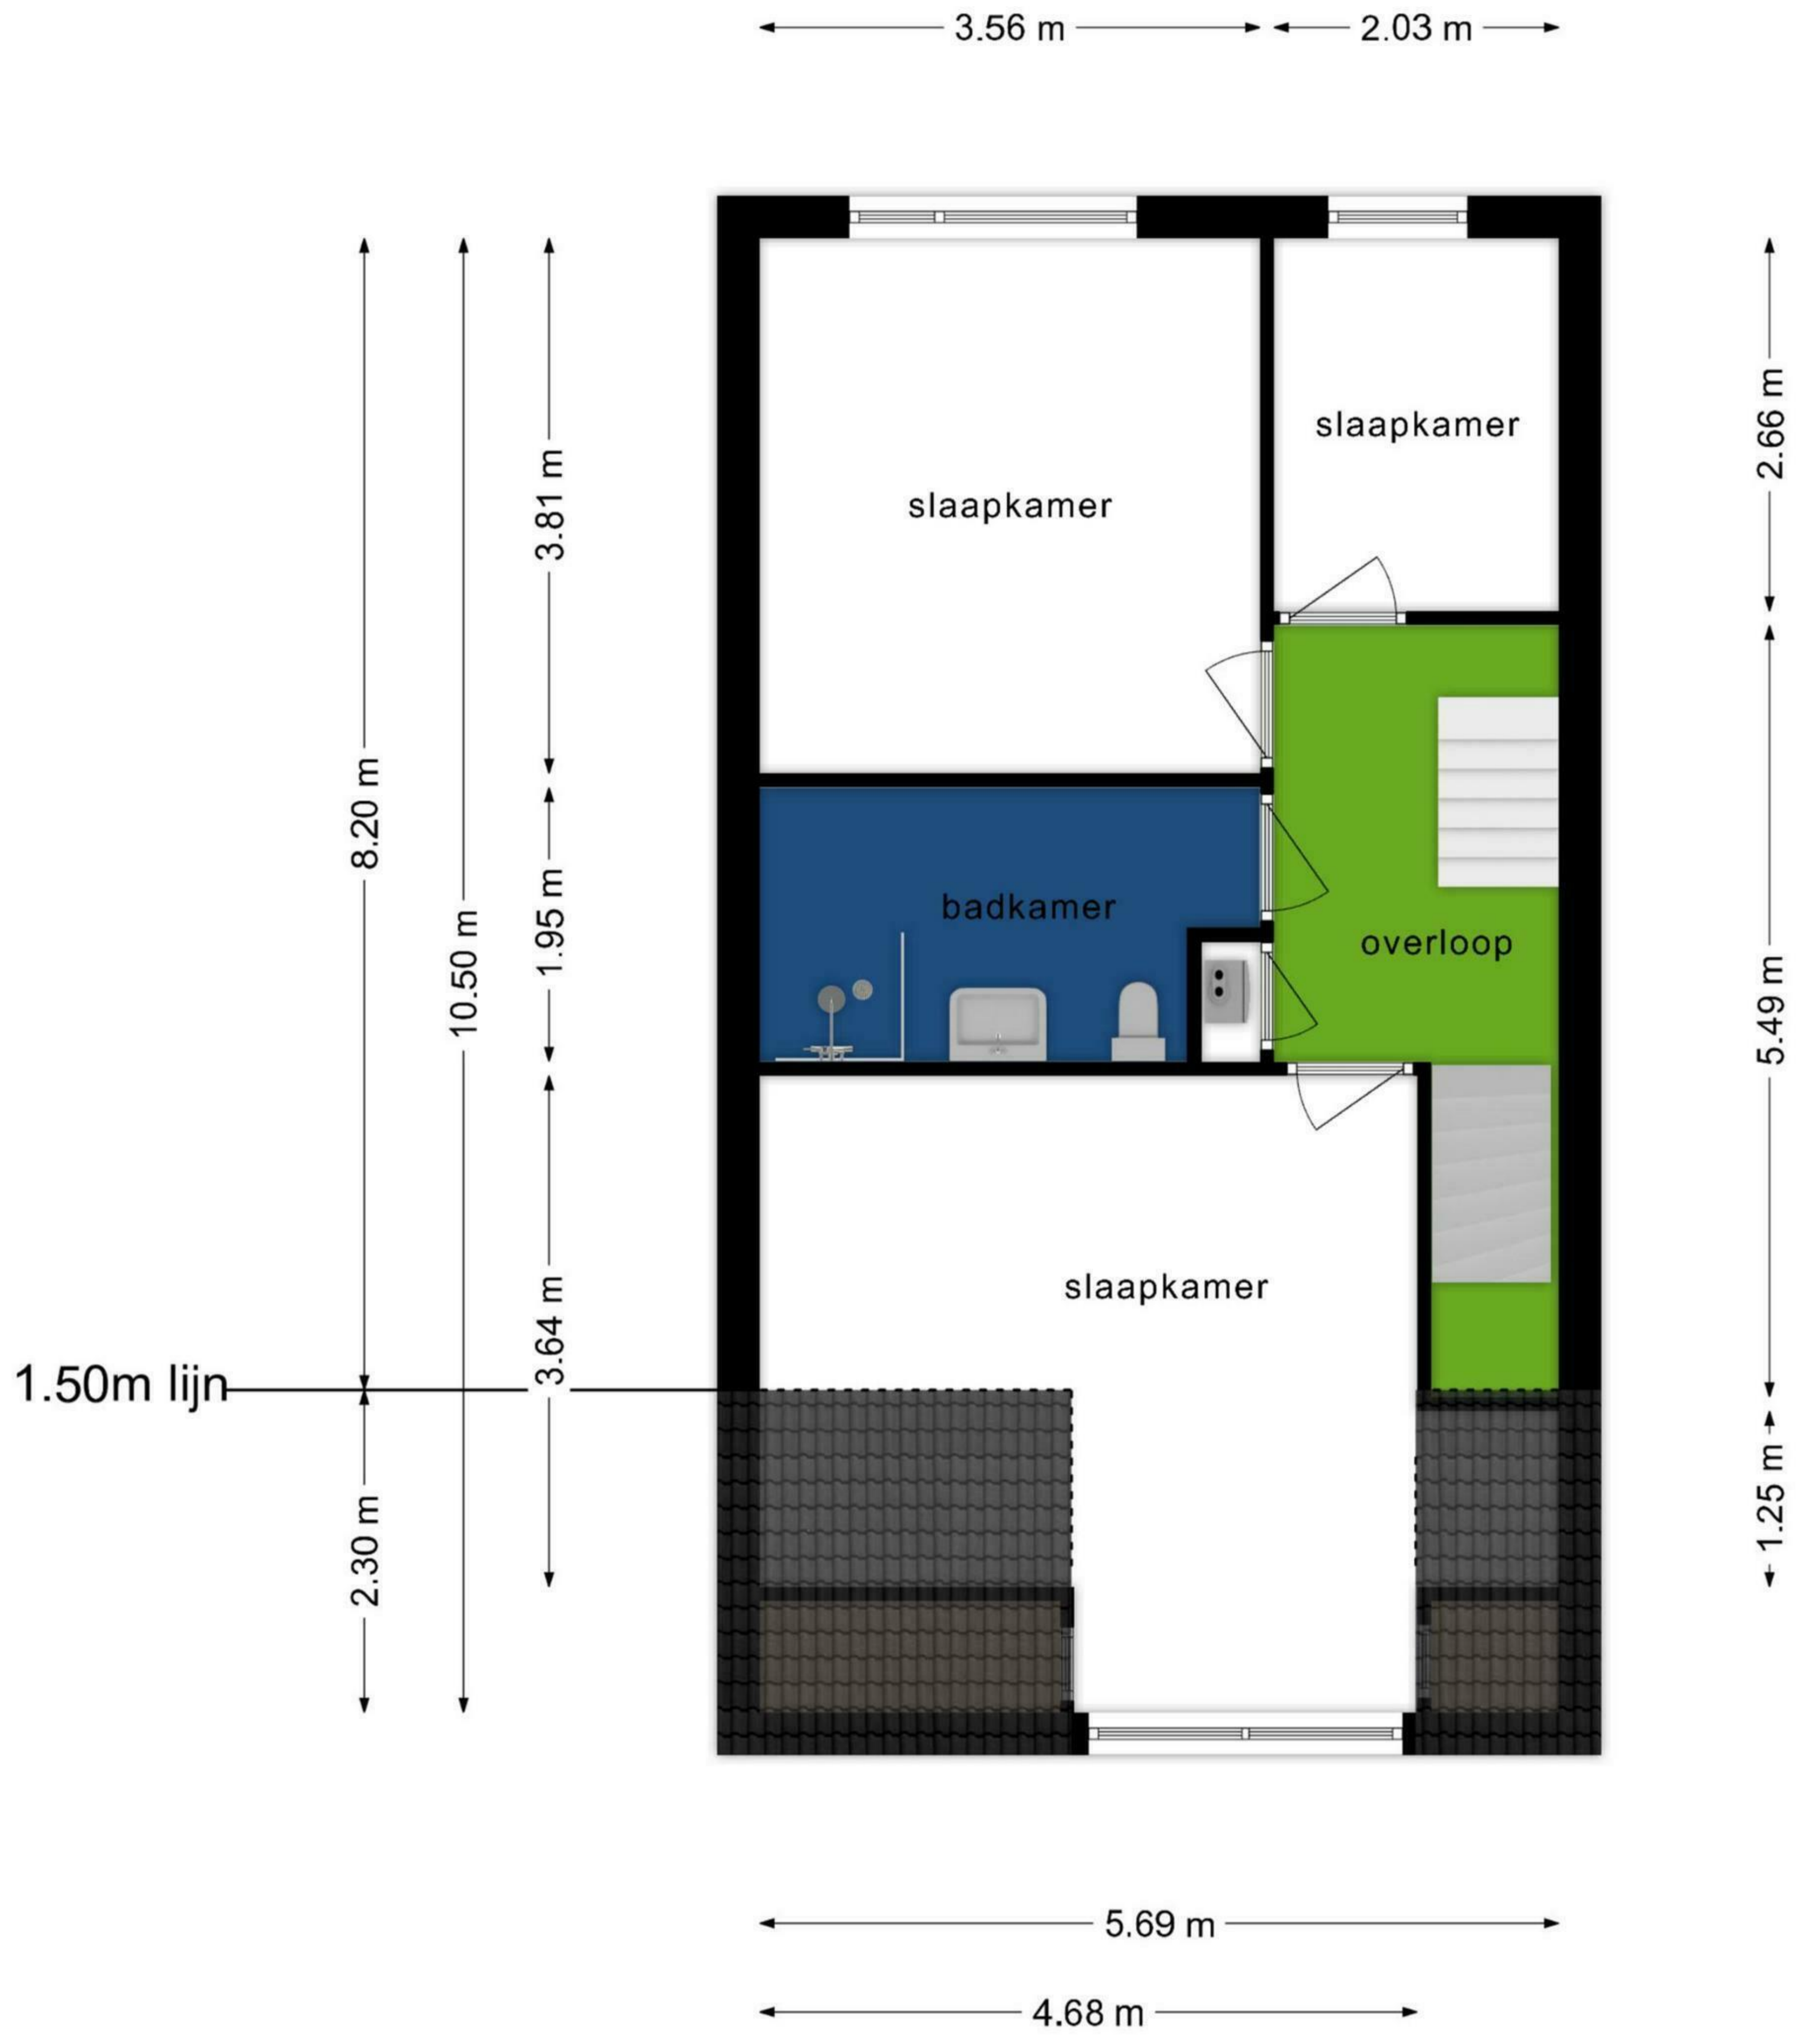 3.56 m
2.03 m
slaapkamer
slaapkamer
2.66 m
3.81 m
8.20 m
10.50 m
1.95 m
badkamer
overloop
5.49 m
slaapkamer
3.64 m
1.50m lijn
2.30 m
1.25 m
5.69 m
4.68 m